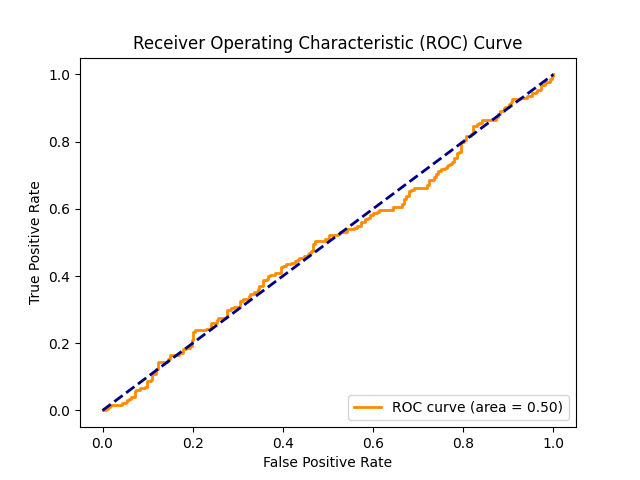 Receiver Operating Characteristic (ROC) Curve
True Positive Rate
1.0
0.8
0.6
0.4
0.2
0.0
ROC curve (area = 0.50)
0.0 0.2 0.4 0.6 0.8 1.0
False Positive Rate